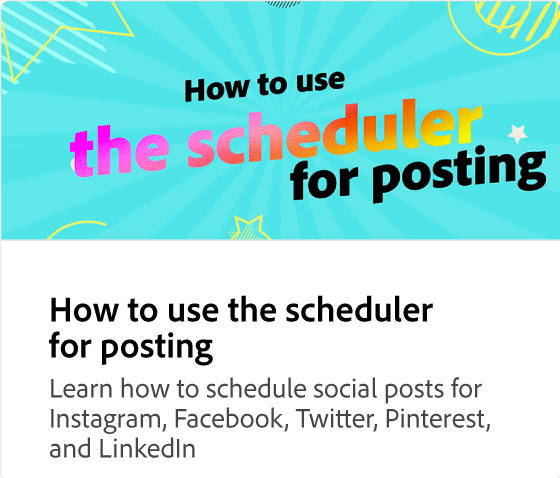 How to use
the scheduler
for posting
How to use the scheduler
for posting
Learn how to schedule social posts for
Instagram, Facebook, Twitter, Pinterest,
and LinkedIn